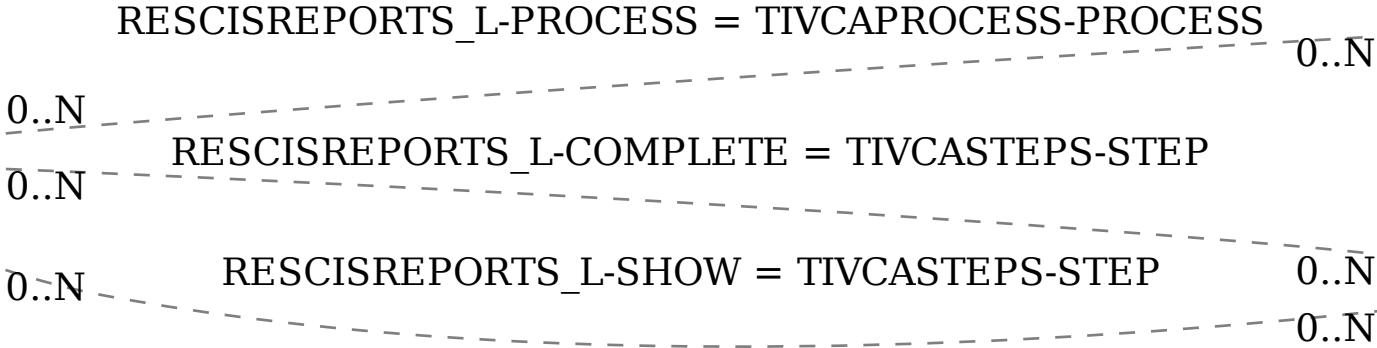 RESCISREPORTS_L-PROCESS = TIVCAPROCESS-PROCESS
0..N
0..N
RESCISREPORTS_L-COMPLETE = TIVCASTEPS-STEP
0..N
RESCISREPORTS_L-SHOW = TIVCASTEPS-STEP
0..N
0..N
0..N